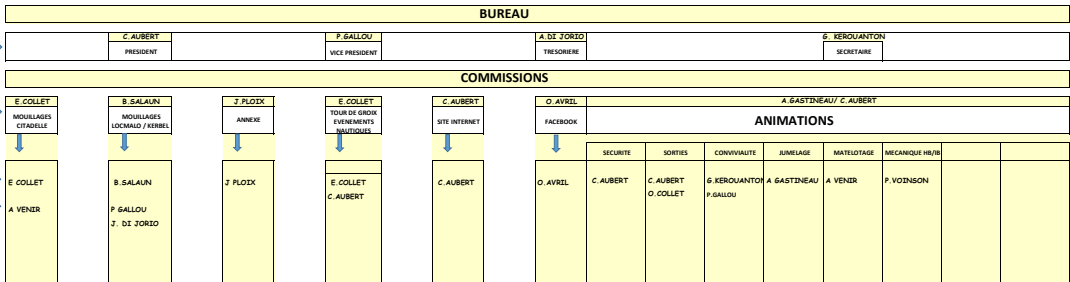 BUREAU
C.AUBERT P.GALLOU A.DI JORIO G. KEROUANTON
PRESIDENT VICE PRESIDENT TRESORIERE SECRETAIRE
COMMISSIONS
E.COLLET B.SALAUN J.PLOIX E.COLLET C.AUBERT O.AVRIL A.GASTINEAU/ C.AUBERT
MOUILLAGES CITADELLE
MOUILLAGES LOCMALO / KERBEL
ANNEXE
TOUR DE GROIX EVENEMENTS NAUTIQUES
SITE INTERNET
FACEBOOK
ANIMATIONS
SECURITE SORTIES CONVIVIALITE JUMELAGE MATELOTAGE MECANIQUE HB/IB
E COLLET B.SALAUN J PLOIX E.COLLET C.AUBERT O.AVRIL C.AUBERT C.AUBERT G.KEROUANTON A GASTINEAU A VENIR P.VOINSON
C.AUBERT O.COLLET P.GALLOU
A VENIR P GALLOU
J. DI JORIO